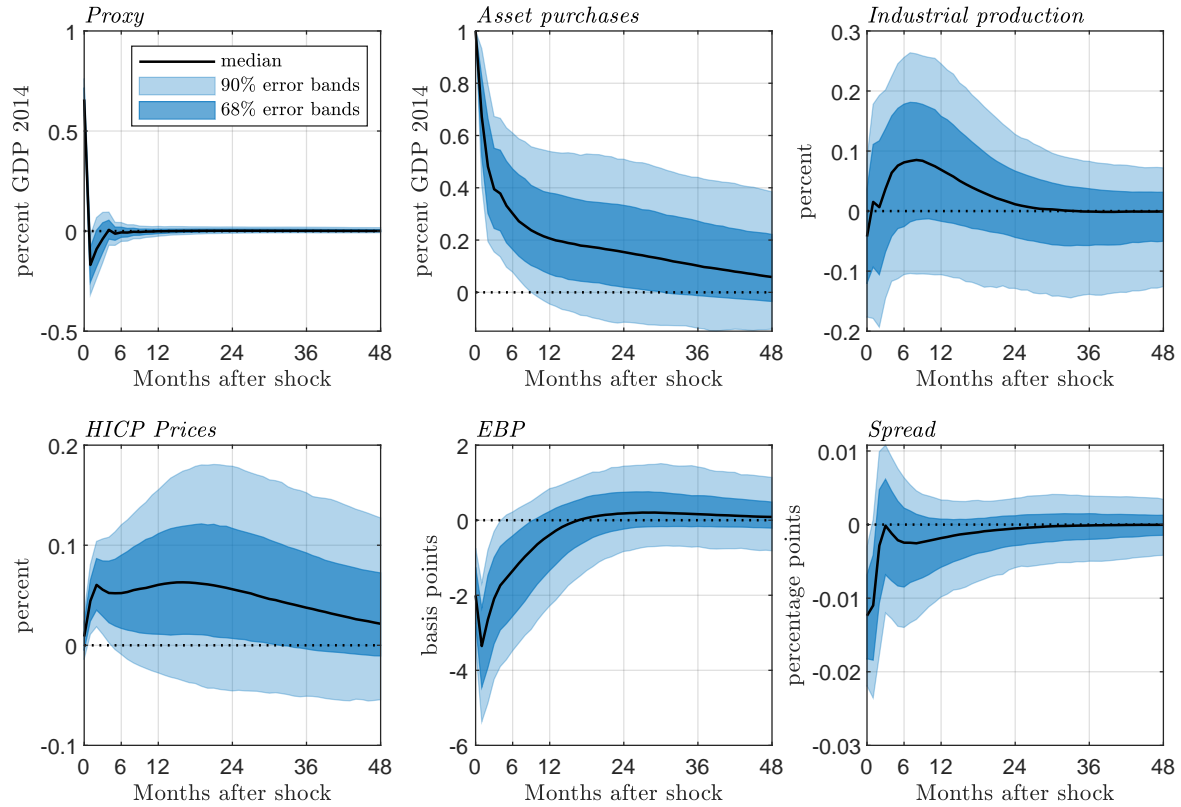 Proxy
Asset purchases
Industrial production
median
90% error bands
68% error bands
percent GDP 2014
1
0.5
0
-0.5
0 6 12 24 36 48
Months after shock
percent GDP 2014
1
0.8
0.6
0.4
0.2
0
0 6 12 24 36 48
Months after shock
percent
0.3
0.2
0.1
0
-0.1
-0.2
0 6 12 24 36 48
Months after shock
HICP Prices
EBP
Spread
percent
0.2
0.1
0
-0.1
0 6 12 24 36 48
Months after shock
basis points
2
0
-2
-4
-6
0 6 12 24 36 48
Months after shock
percentage points
0.01
0
-0.01
-0.02
-0.03
0 6 12 24 36 48
Months after shock